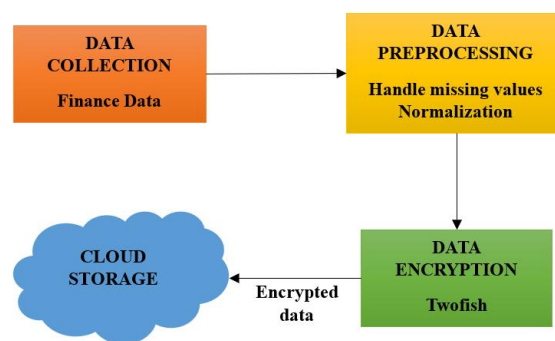 DATA
COLLECTION
Finance Data
DATA
PREPROCESSING
Handle missing values
Normalization
DATA
ENCRYPTION
Twofish
Encrypted
data
CLOUD
STORAGE